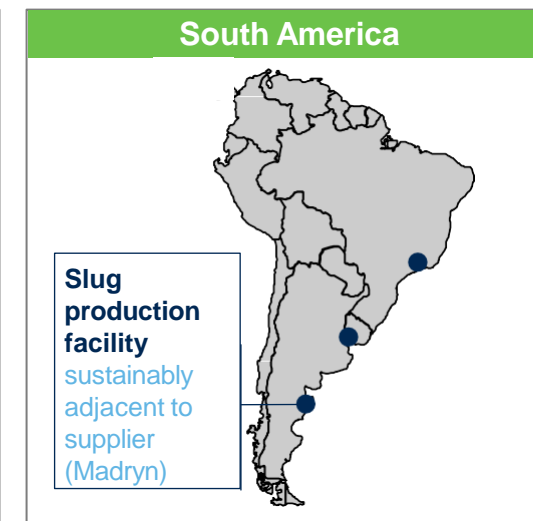 South America
Slug
production
facility
sustainably
adjacent to
supplier
(Madryn)